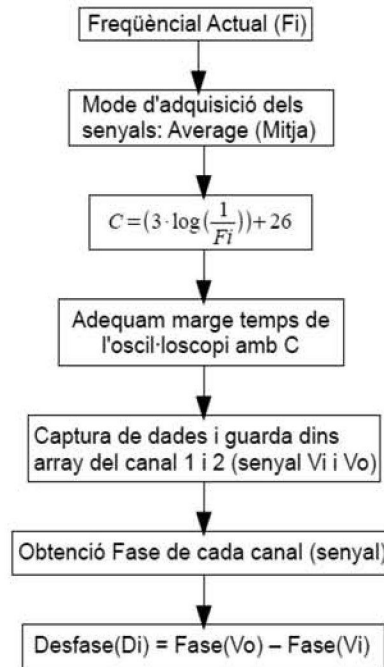 Freqüèncial Actual (Fi)
Mode d'adquisició dels
senyals: Average (Mitja)
C=(3·log(1/Fi))+26
Adequam marge temps de
l'oscil·loscopi amb C
Captura de dades i guarda dins
array del canal 1 i 2 (senyal Vi i Vo)
Obtenció Fase de cada canal (senyal)
Desfase(Di) = Fase(Vo) – Fase(Vi)